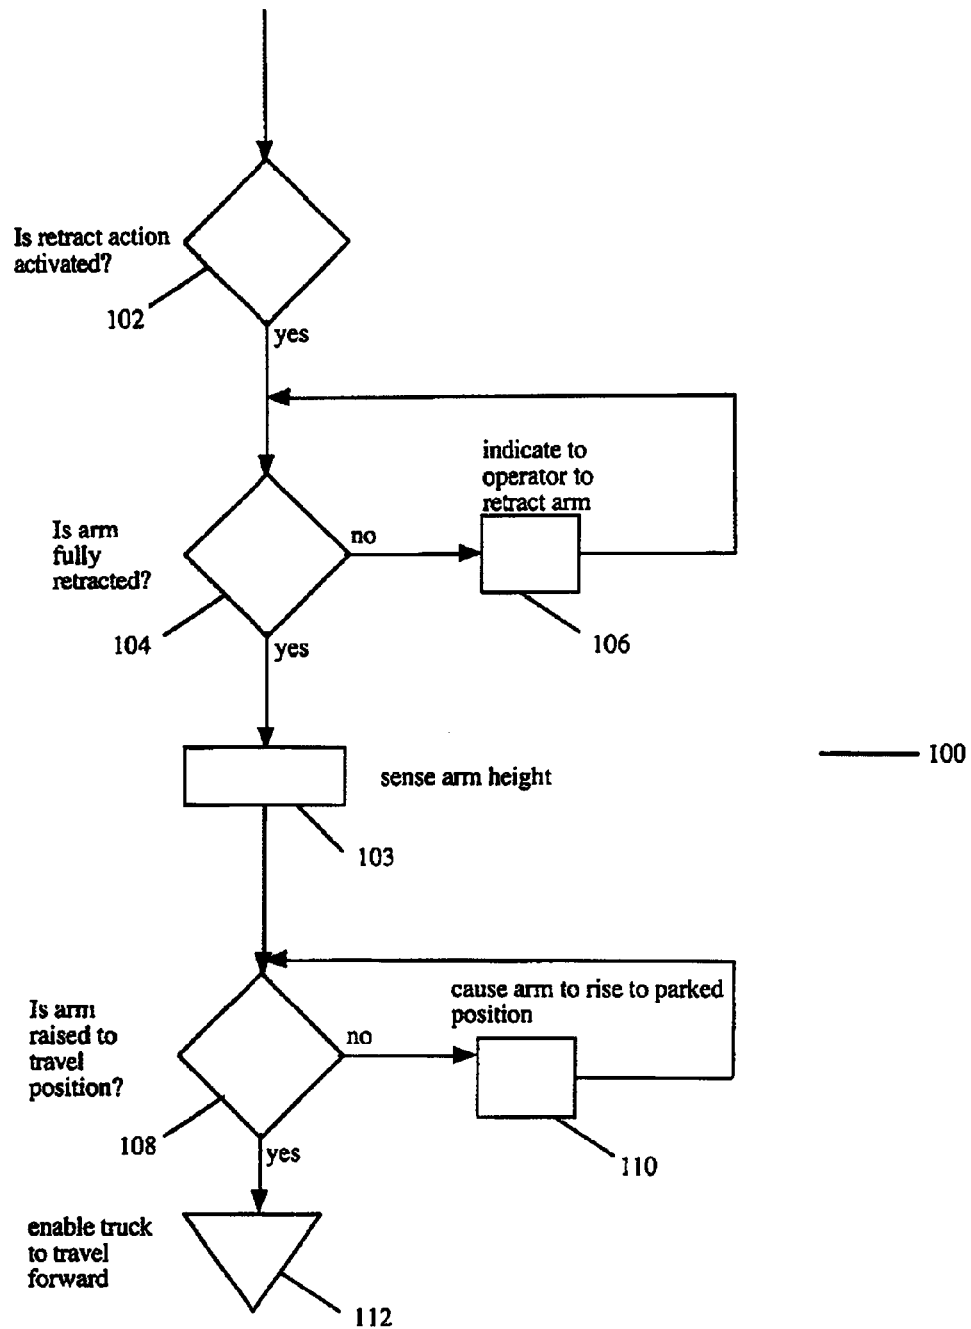 Is retract action
activated?
102
yes
indicate to
operator to
retract arm
Is arm
fully
retracted?
no
104
106
yes
100
sense arm height
103
cause arm to rise to parked
position
Is arm
raised to
travel
position?
no
108
110
yes
enable truck
to travel
forward
112